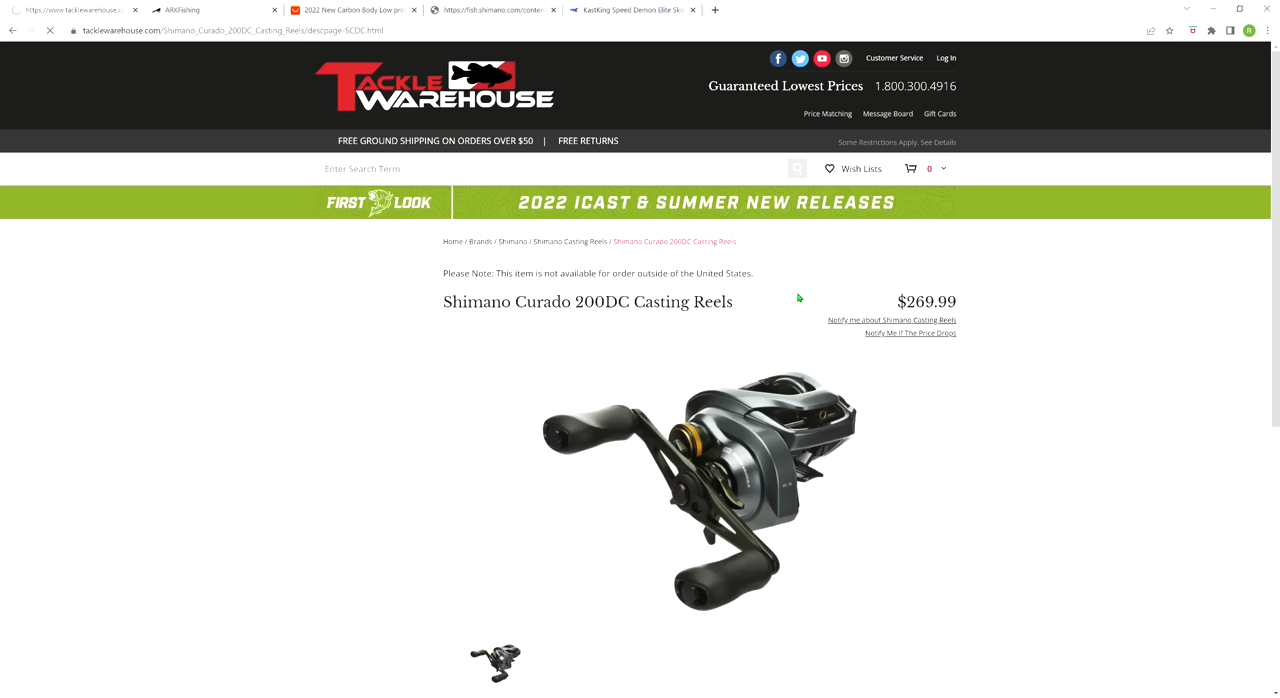 https://www.tacklewarehouse.c
ARKFishing
2022 New Carbon Body Low pro
https://fish.shimano.com/conten
KastKing Speed Demon Elite Ski
tacklewarehouse.com/Shimano_Curado_200DC_Casting_Reels/descpage-SCDC.html
R
Customer Service
Log In
TACKLE
WAREHOUSE
Guaranteed Lowest Prices
1.800.300.4916
Price Matching
Message Board
Gift Cards
FREE GROUND SHIPPING ON ORDERS OVER $50 | FREE RETURNS
Some Restrictions Apply. See Details
Enter Search Term
Wish Lists
0
FIRST LOOK
2022 ICAST & SUMMER NEW RELEASES
Home / Brands / Shimano / Shimano Casting Reels / Shimano Curado 200DC Casting Reels
Please Note: This item is not available for order outside of the United States.
Shimano Curado 200DC Casting Reels
$269.99
Notify me about Shimano Casting Reels
Notify Me If The Price Drops